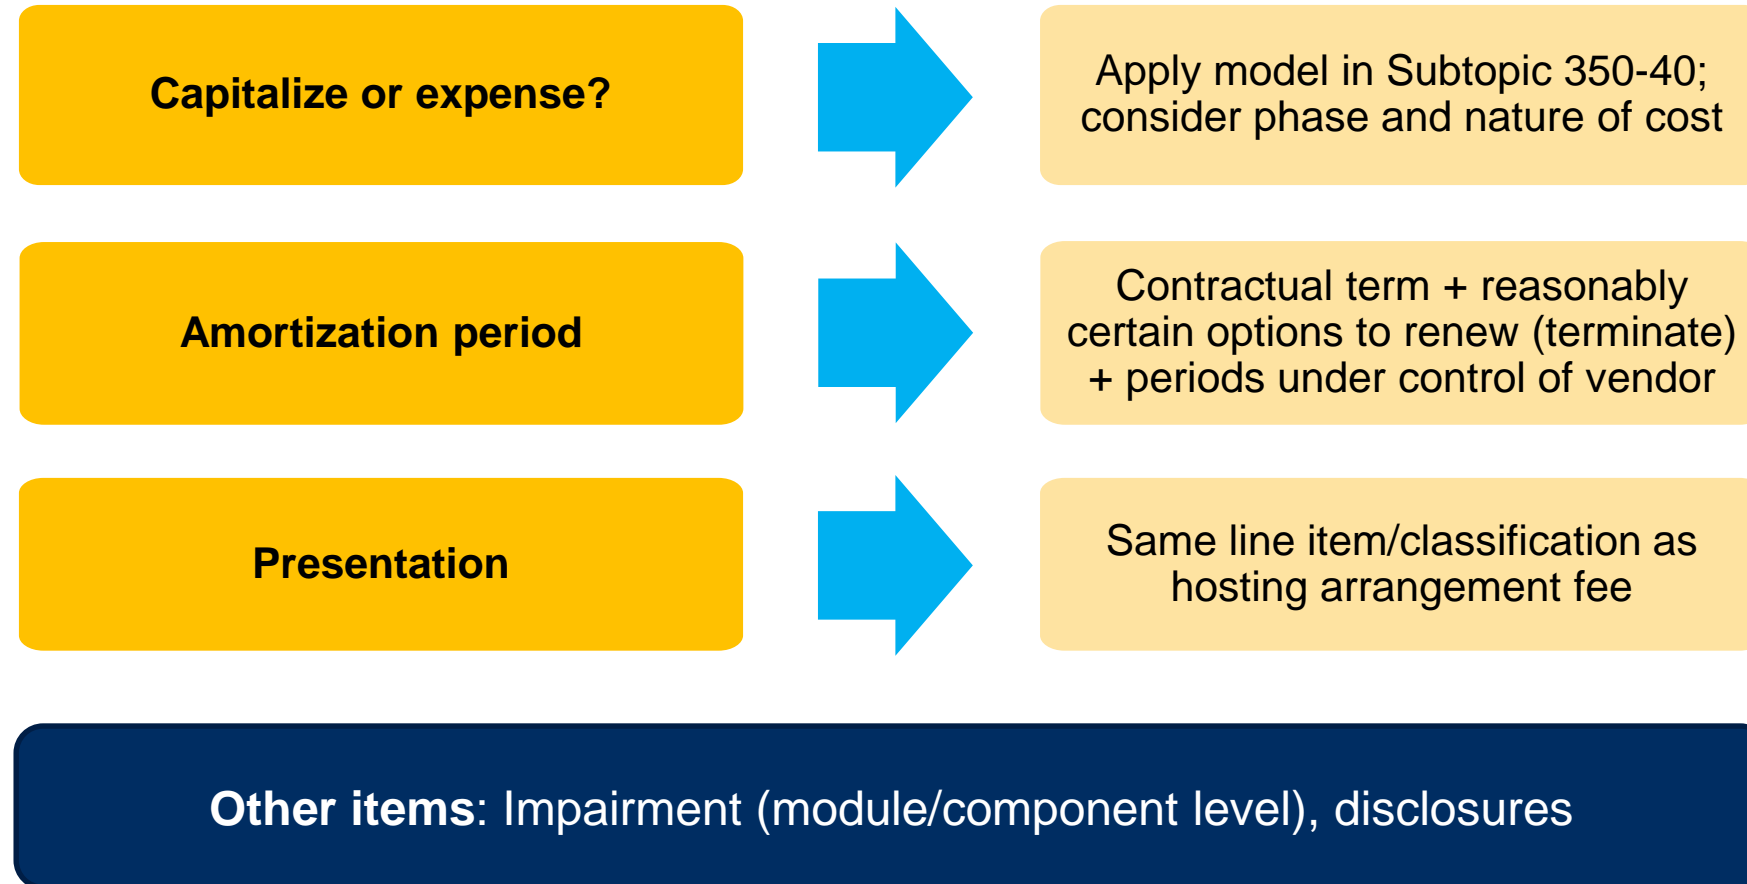 Capitalize or expense?
Apply model in Subtopic 350-40;
consider phase and nature of cost
Amortization period
Contractual term + reasonably
certain options to renew (terminate)
+ periods under control of vendor
Presentation
Same line item/classification as
hosting arrangement fee
Other items: Impairment (module/component level), disclosures